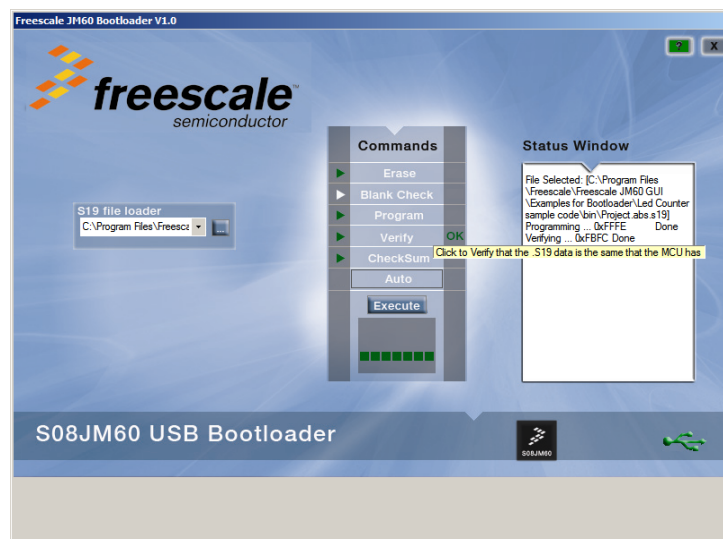 Freescale JM60 Bootloader V1.0
? X
freescale™
semiconductor
Commands
Status Window
Erase
Blank Check
Program
Verify OK
CheckSum
Auto
Execute
S19 file loader
C:\Program Files\Freesca ...
File Selected: [C:\Program Files
\Freescale\Freescale JM60 GUI
\Examples for Bootloader\Led Counter
sample code\bin\Project.abs.s19]
Programming ... 0xFFFE Done
Verifying ... 0xFBFC Done
Click to Verify that the .S19 data is the same that the MCU has
S08JM60 USB Bootloader
S08JM60